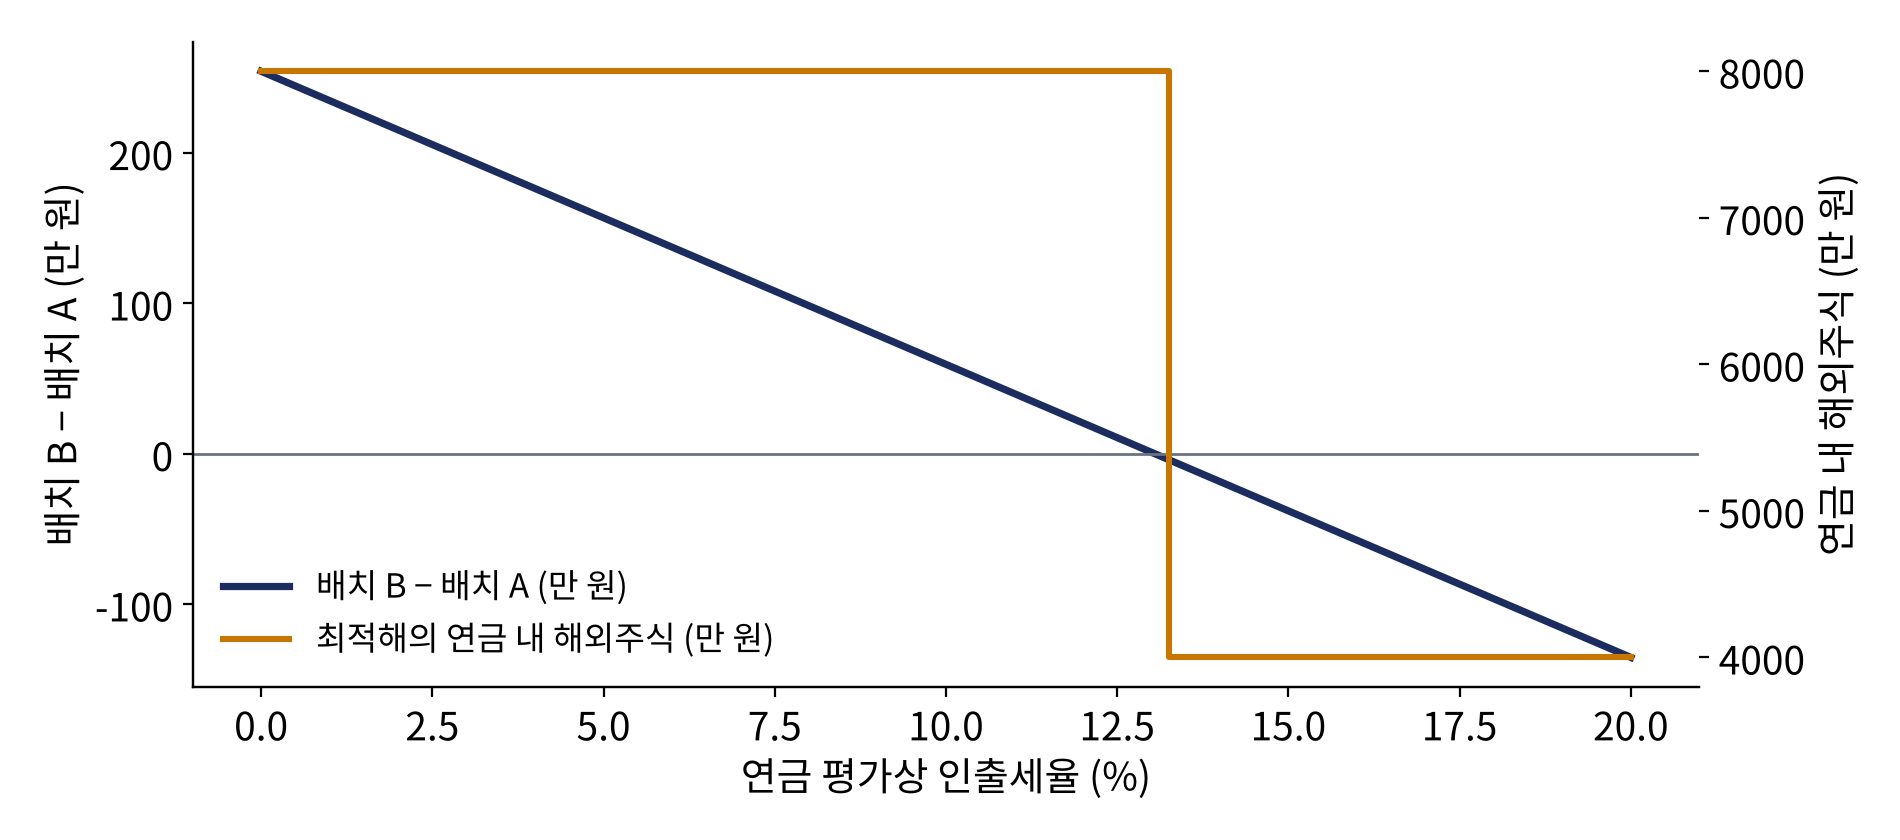 배치 B – 배치 A (만 원)
200
100
0
-100
8000
7000
6000
5000
4000
연금 내 해외주식 (만 원)
배치 B – 배치 A (만 원)
최적해의 연금 내 해외주식 (만 원)
0.0 2.5 5.0 7.5 10.0 12.5 15.0 17.5 20.0
연금 평가상 인출세율 (%)